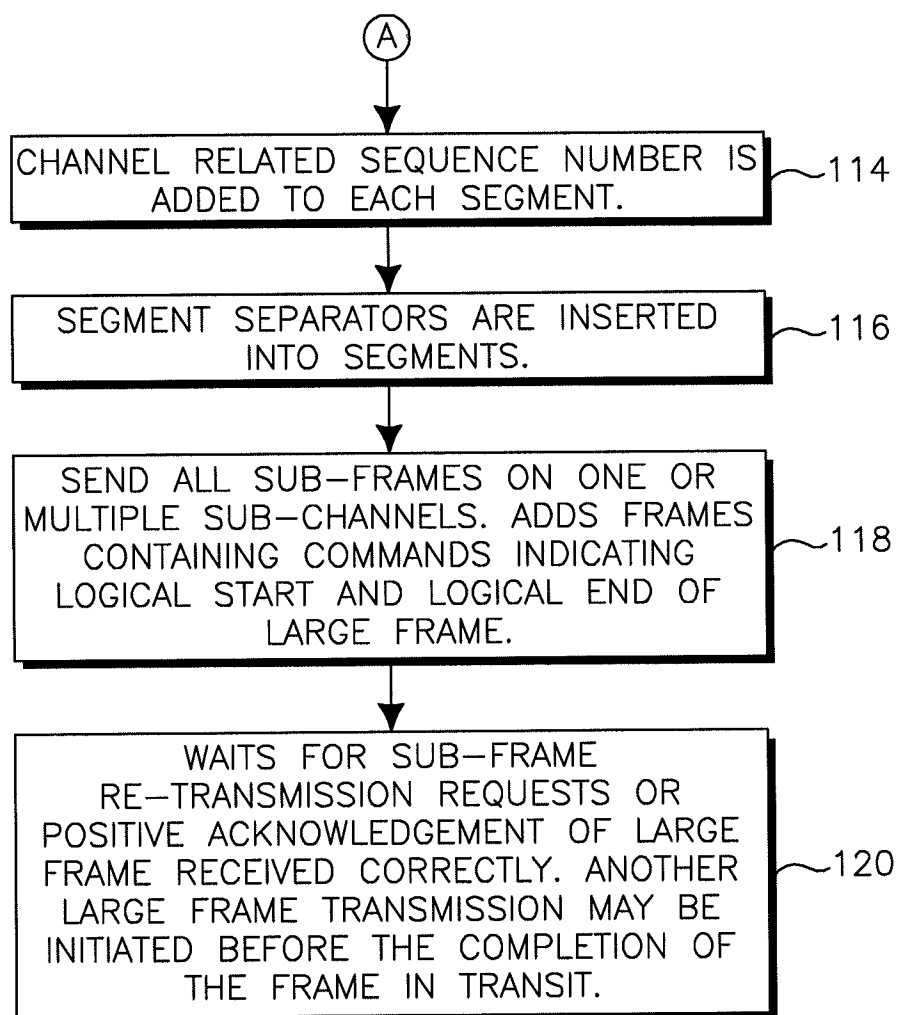 A
CHANNEL RELATED SEQUENCE NUMBER IS
ADDED TO EACH SEGMENT.
114
SEGMENT SEPARATORS ARE INSERTED
INTO SEGMENTS.
116
SEND ALL SUB-FRAMES ON ONE OR
MULTIPLE SUB-CHANNELS. ADDS FRAMES
CONTAINING COMMANDS INDICATING
LOGICAL START AND LOGICAL END OF
LARGE FRAME.
118
WAITS FOR SUB-FRAME
RE-TRANSMISSION REQUESTS OR
POSITIVE ACKNOWLEDGEMENT OF LARGE
FRAME RECEIVED CORRECTLY. ANOTHER
LARGE FRAME TRANSMISSION MAY BE
INITIATED BEFORE THE COMPLETION OF
THE FRAME IN TRANSIT.
120